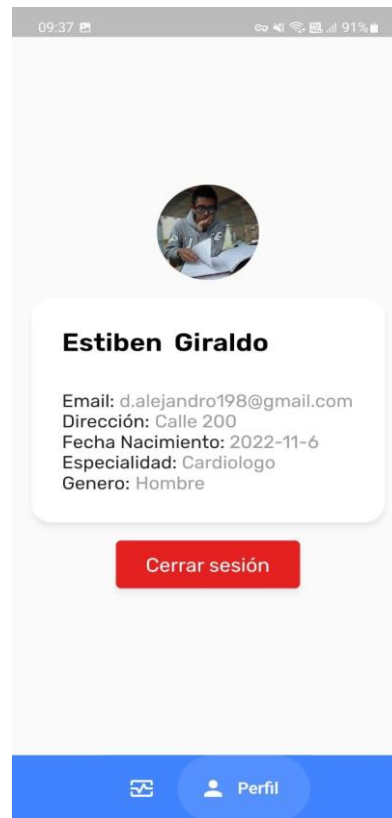 09:37
91%
Estiben Giraldo
Email: d.alejandro198@gmail.com
Dirección: Calle 200
Fecha Nacimiento: 2022-11-6
Especialidad: Cardiologo
Genero: Hombre
Cerrar sesión
Perfil